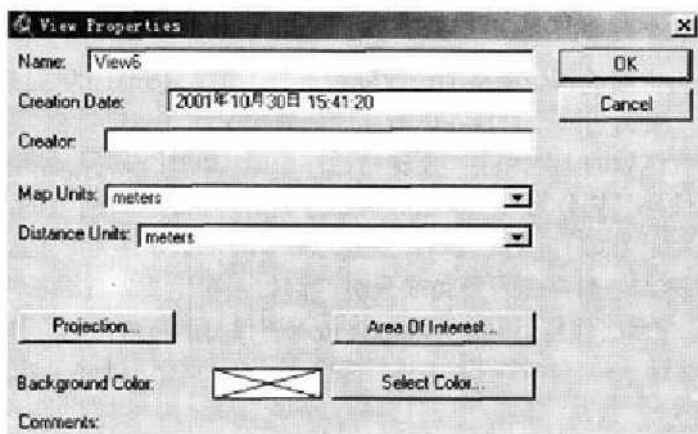 View Properties
Name: View6
OK
Creation Date: 2001年10月30日 15:41:20
Cancel
Creator:
Map Units: meters
Distance Units: meters
Projection...
Area Of Interest...
Background Color:
Select Color...
Comments: